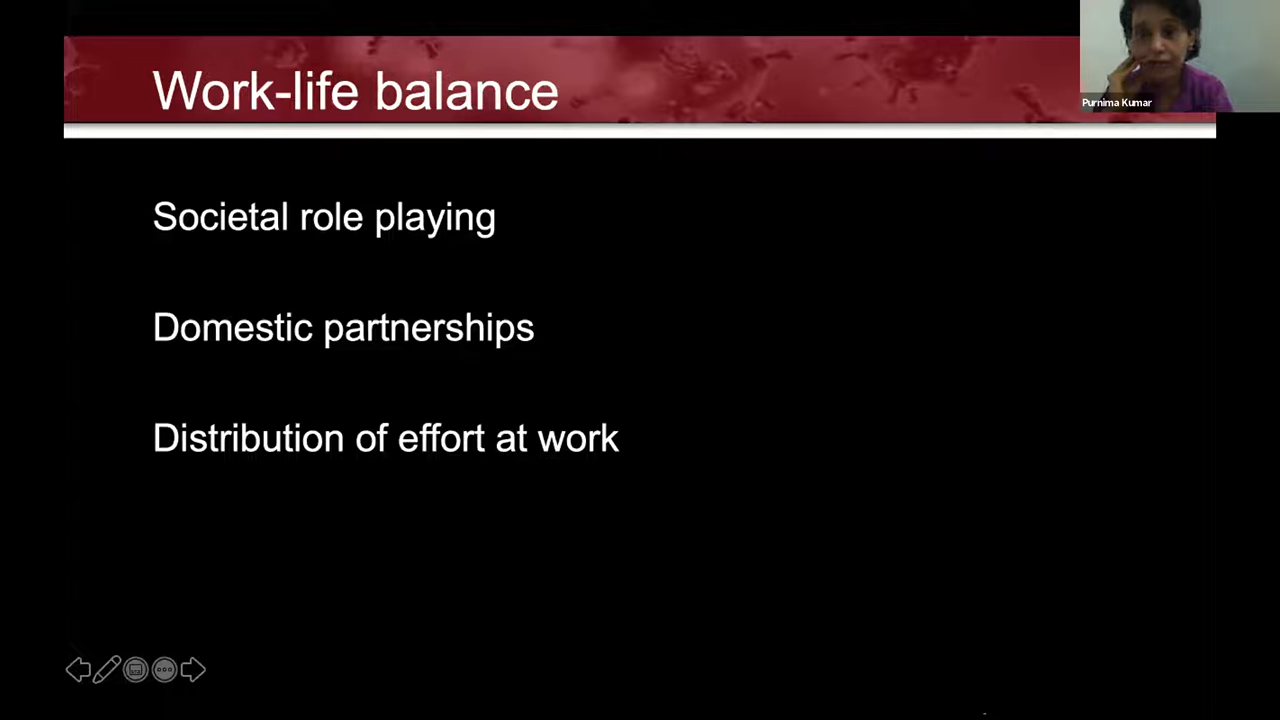 Work-life balance
Purnima Kumar
Societal role playing
Domestic partnerships
Distribution of effort at work